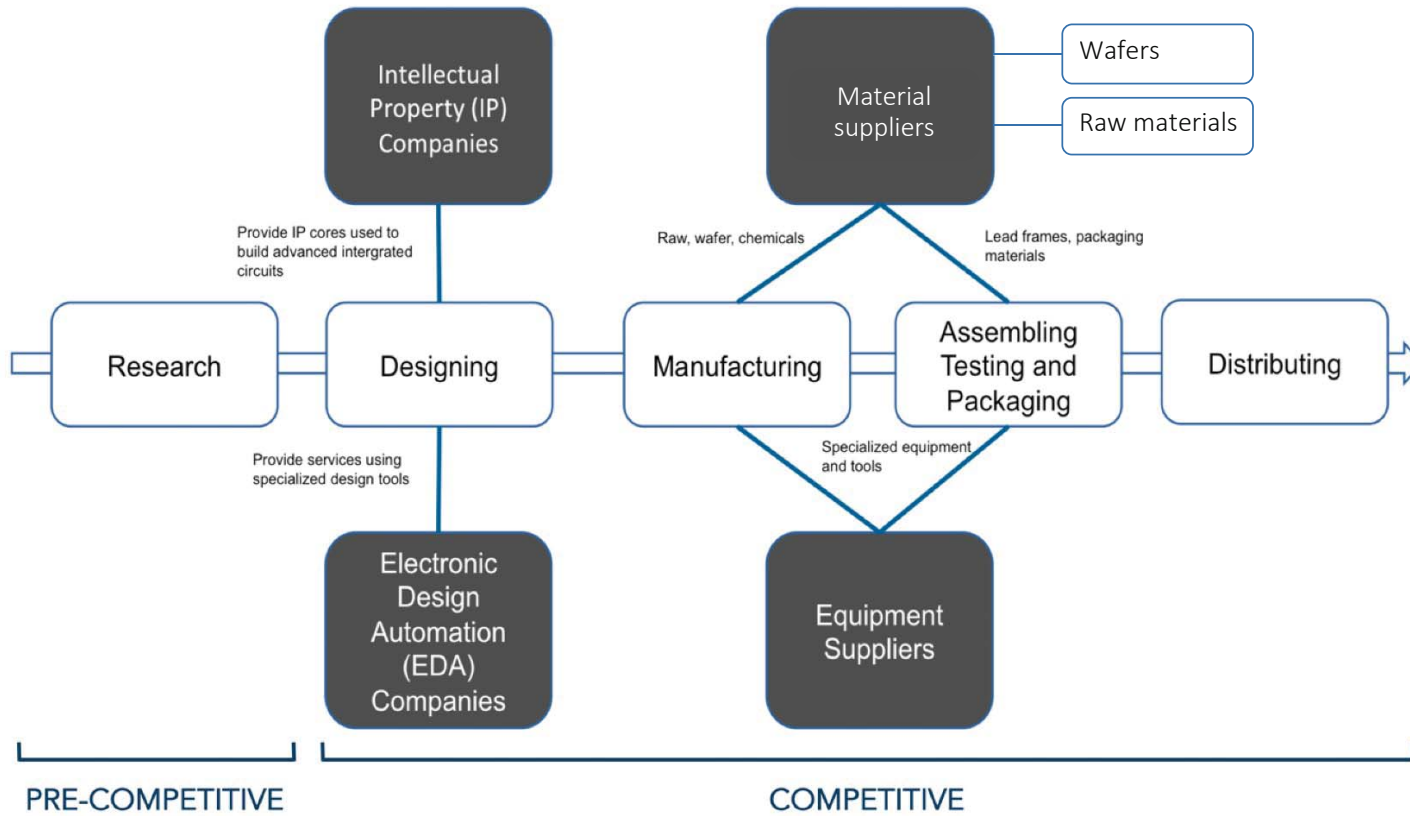 Intellectual
Property (IP)
Companies
Material
suppliers
Wafers
Raw materials
Provide IP cores used to
build advanced intergrated
circuits
Raw, wafer, chemicals
Lead frames, packaging
materials
Research
Designing
Manufacturing
Assembling
Testing and
Packaging
Distributing
Provide services using
specialized design tools
Specialized equipment
and tools
Electronic
Design
Automation
(EDA)
Companies
Equipment
Suppliers
PRE-COMPETITIVE
COMPETITIVE